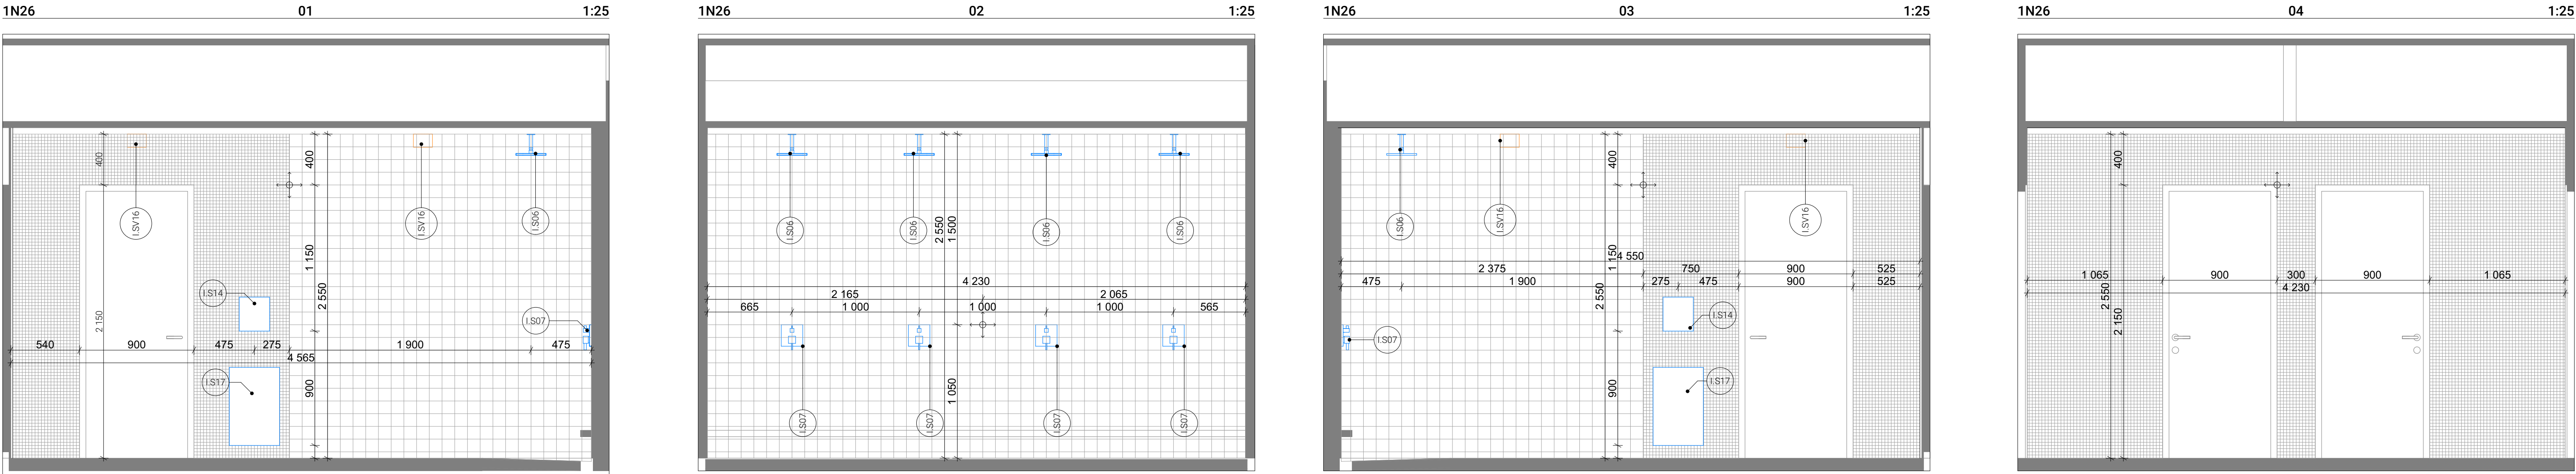 1N26 01 1:25
400
400
I.SV16
I.SV16
I.S06
1 150
2 550
I.S14
2 150
I.S07
540 900 475 275 1 900 475
4 565
I.S17
900
1N26 02 1:25
I.S06
I.S06
I.S06
I.S06
2 550
1 500
4 230
2 165 2 065
665 1 000 1 000 1 000 565
1 050
I.S07
I.S07
I.S07
I.S07
1N26 03 1:25
400
I.S06
I.SV16
I.SV16
1 150
4 550
2 375 750 900 525
475 1 900 275 475 900 525
2 550
I.S14
I.S07
I.S17
900
1N26 04 1:25
400
1 065 900 300 900 1 065
4 230
2 550
2 150